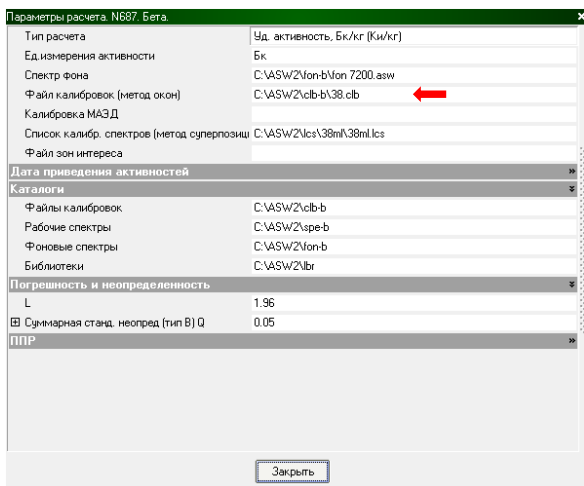 Параметры расчета. N687. Бета.
Тип расчета Уд. активность, Бк/кг (Ки/кг)
Ед.измерения активности Бк
Спектр фона C:\ASW2\fon-b\fon 7200.asw
Файл калибровок (метод окон) C:\ASW2\clb-b\38.clb
Калибровка МАЭД
Список калибр. спектров (метод суперпозиц C:\ASW2\lcs\38ml\38ml.lcs
Файл зон интереса
Дата приведения активностей
Каталоги
Файлы калибровок C:\ASW2\clb-b
Рабочие спектры C:\ASW2\spe-b
Фоновые спектры C:\ASW2\fon-b
Библиотеки C:\ASW2\lbr
Погрешность и неопределенность
L 1.96
Суммарная станд. неопред (тип B) Q 0.05
ППР
Закрыть